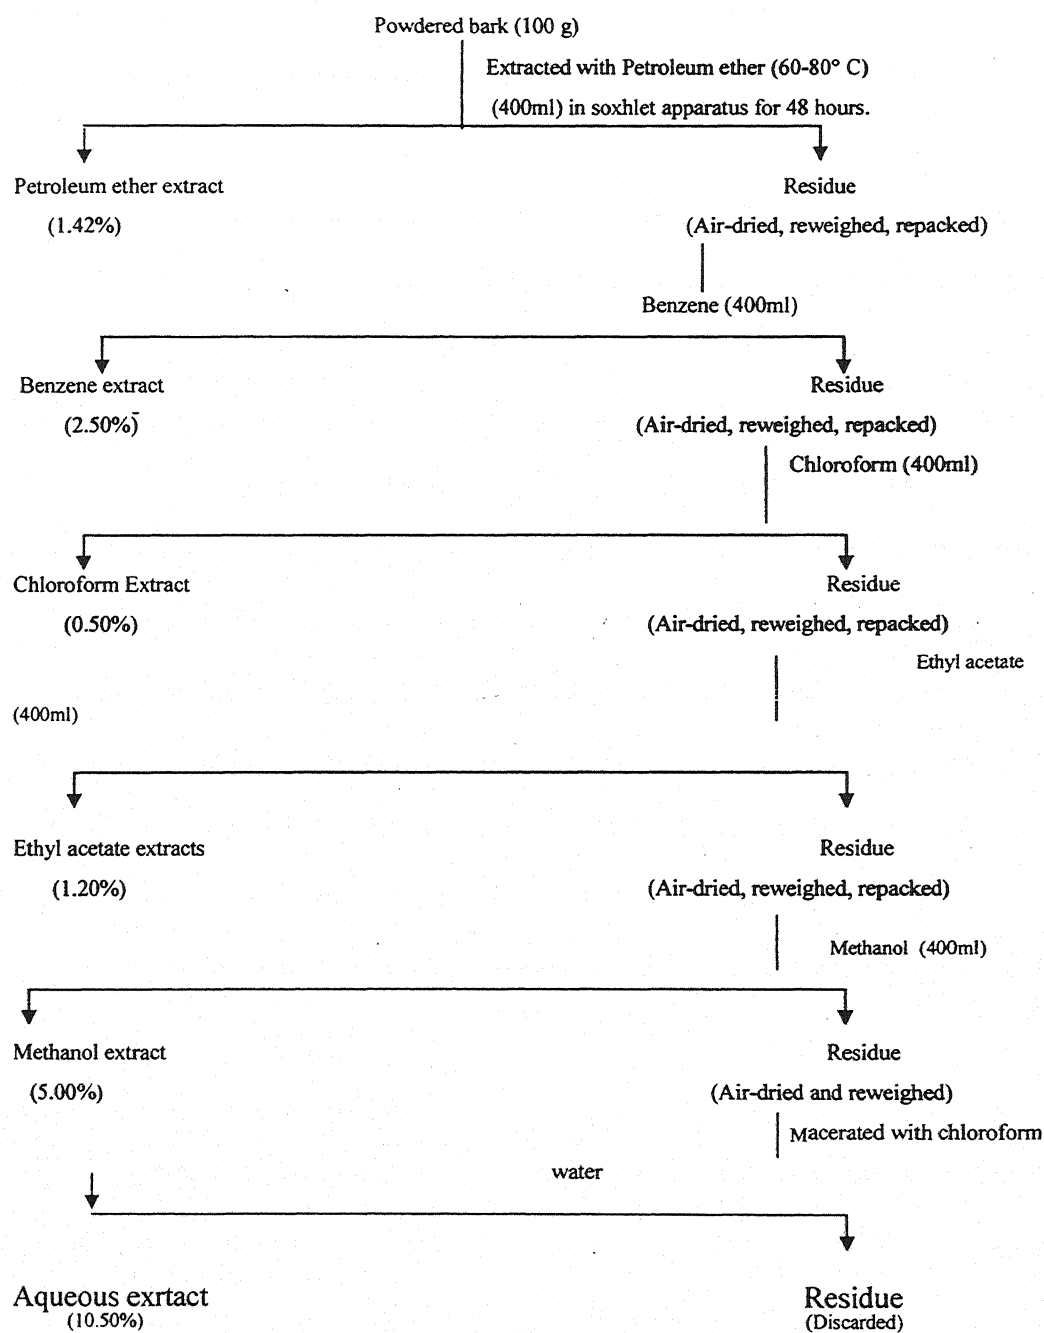 Powdered bark (100 g)
Extracted with Petroleum ether (60-80° C)
(400ml) in soxhlet apparatus for 48 hours.
Petroleum ether extract
Residue
(1.42%)
(Air-dried, reweighed, repacked)
Benzene (400ml)
Benzene extract
Residue
(2.50%)
(Air-dried, reweighed, repacked)
Chloroform (400ml)
Chloroform Extract
Residue
(0.50%)
(Air-dried, reweighed, repacked)
Ethyl acetate
(400ml)
Ethyl acetate extracts
Residue
(1.20%)
(Air-dried, reweighed, repacked)
Methanol (400ml)
Methanol extract
Residue
(5.00%)
(Air-dried and reweighed)
Macerated with chloroform
water
Aqueous exrtact
Residue
(10.50%)
(Discarded)